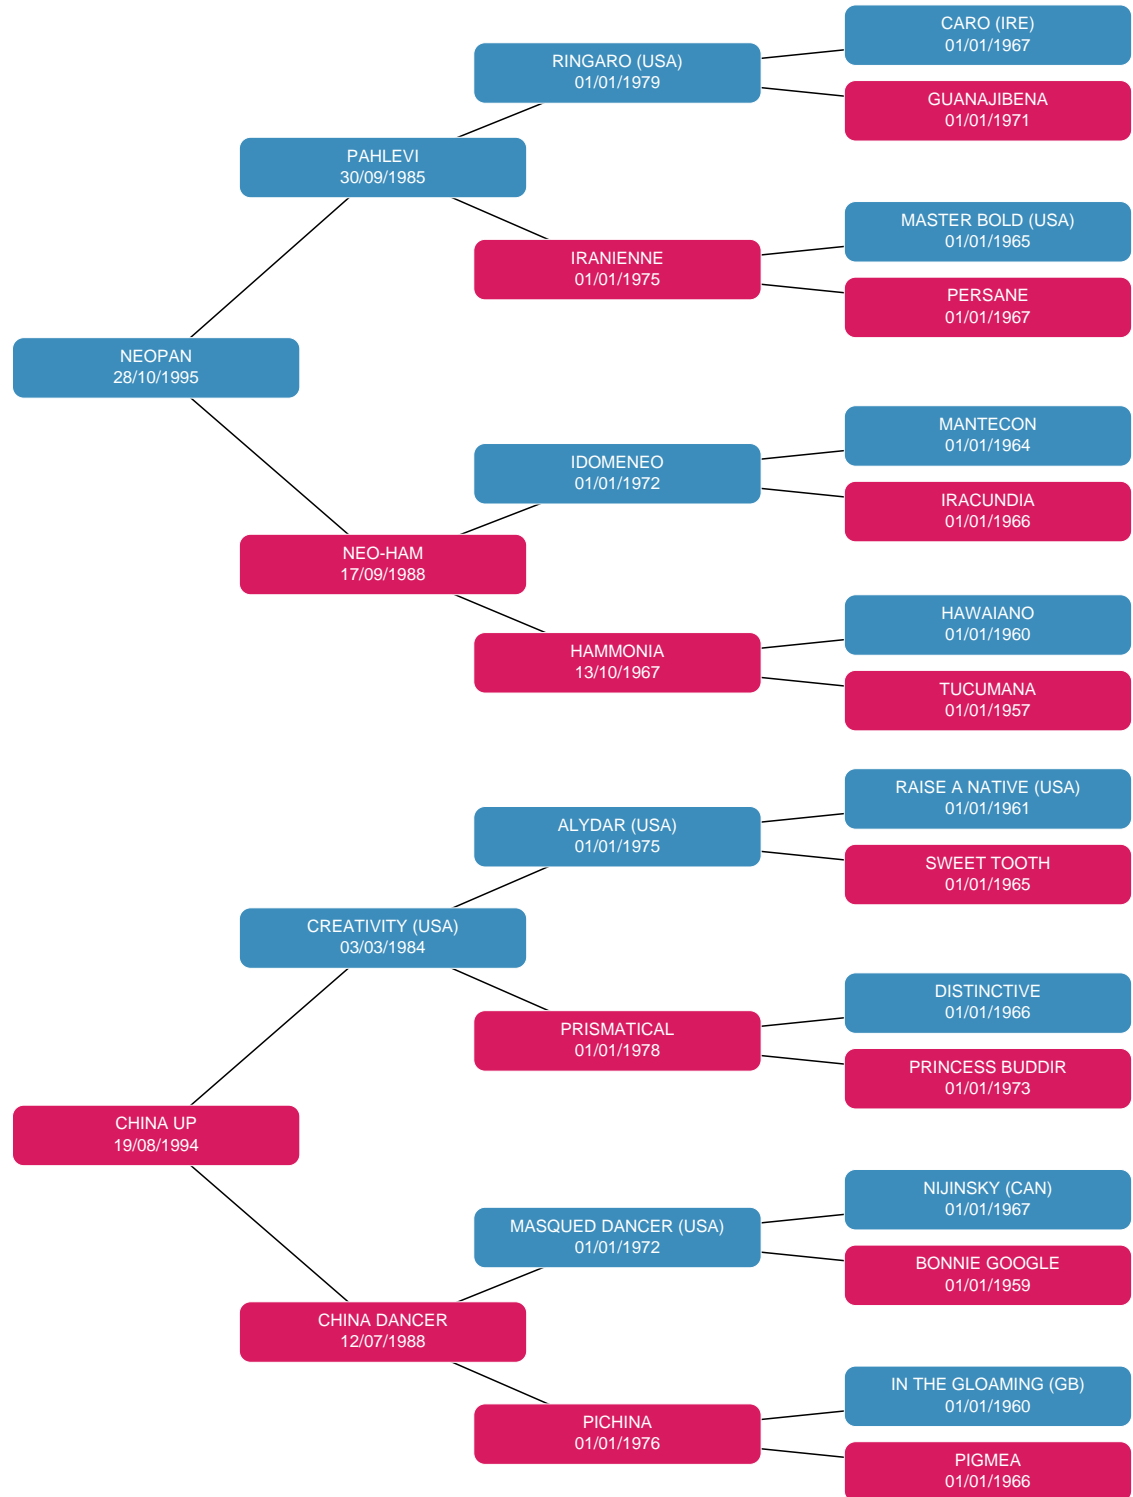 CARO (IRE)
01/01/1967
RINGARO (USA)
01/01/1979
GUANAJIBENA
01/01/1971
PAHLEVI
30/09/1985
MASTER BOLD (USA)
01/01/1965
IRANIENNE
01/01/1975
PERSANE
01/01/1967
NEOPAN
28/10/1995
MANTECON
01/01/1964
IDOMENEO
01/01/1972
IRACUNDIA
01/01/1966
NEO-HAM
17/09/1988
HAWAIANO
01/01/1960
HAMMONIA
13/10/1967
TUCUMANA
01/01/1957
RAISE A NATIVE (USA)
01/01/1961
ALYDAR (USA)
01/01/1975
SWEET TOOTH
01/01/1965
CREATIVITY (USA)
03/03/1984
DISTINCTIVE
01/01/1966
PRISMATICAL
01/01/1978
PRINCESS BUDDIR
01/01/1973
CHINA UP
19/08/1994
NIJINSKY (CAN)
01/01/1967
MASQUED DANCER (USA)
01/01/1972
BONNIE GOOGLE
01/01/1959
CHINA DANCER
12/07/1988
IN THE GLOAMING (GB)
01/01/1960
PICHINA
01/01/1976
PIGMEA
01/01/1966